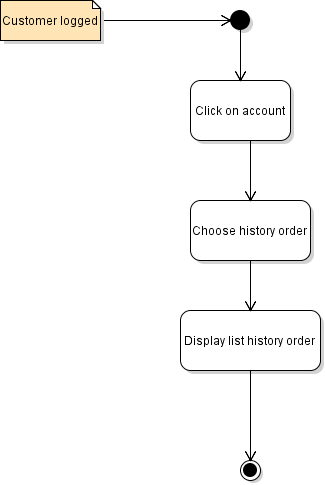 Customer logged
Click on account
Choose history order
Display list history order